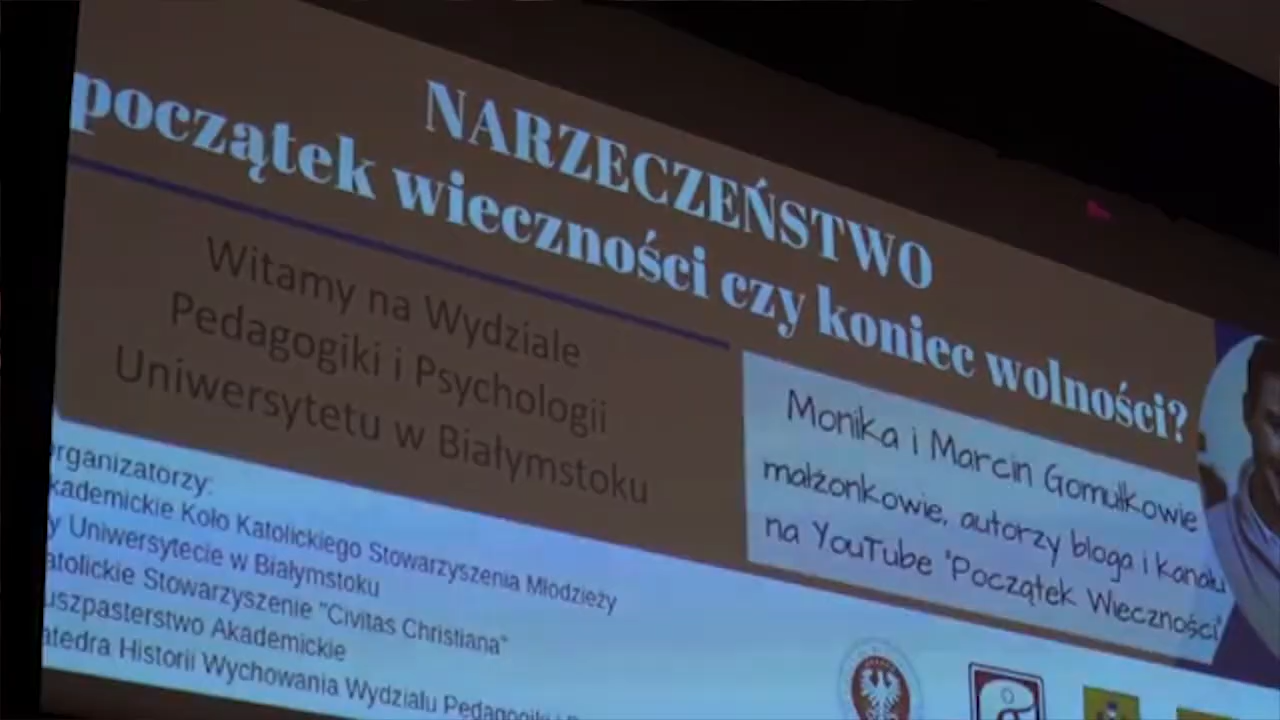 NARZECZEŃSTWO
początek wieczności czy koniec wolności?
Witamy na Wydziale
Pedagogiki i Psychologii
Uniwersytetu w Białymstoku
Monika i Marcin Gomułkowie
małżonkowie, autorzy bloga i kanału
na YouTube "Początek Wieczności"
rganizatorzy:
kademickie Koło Katolickiego Stowarzyszenia Młodzieży
y Uniwersytecie w Białymstoku
atolickie Stowarzyszenie "Civitas Christiana"
uszpasterstwo Akademickie
atedra Historii Wychowania Wydziału Pedagogiki i